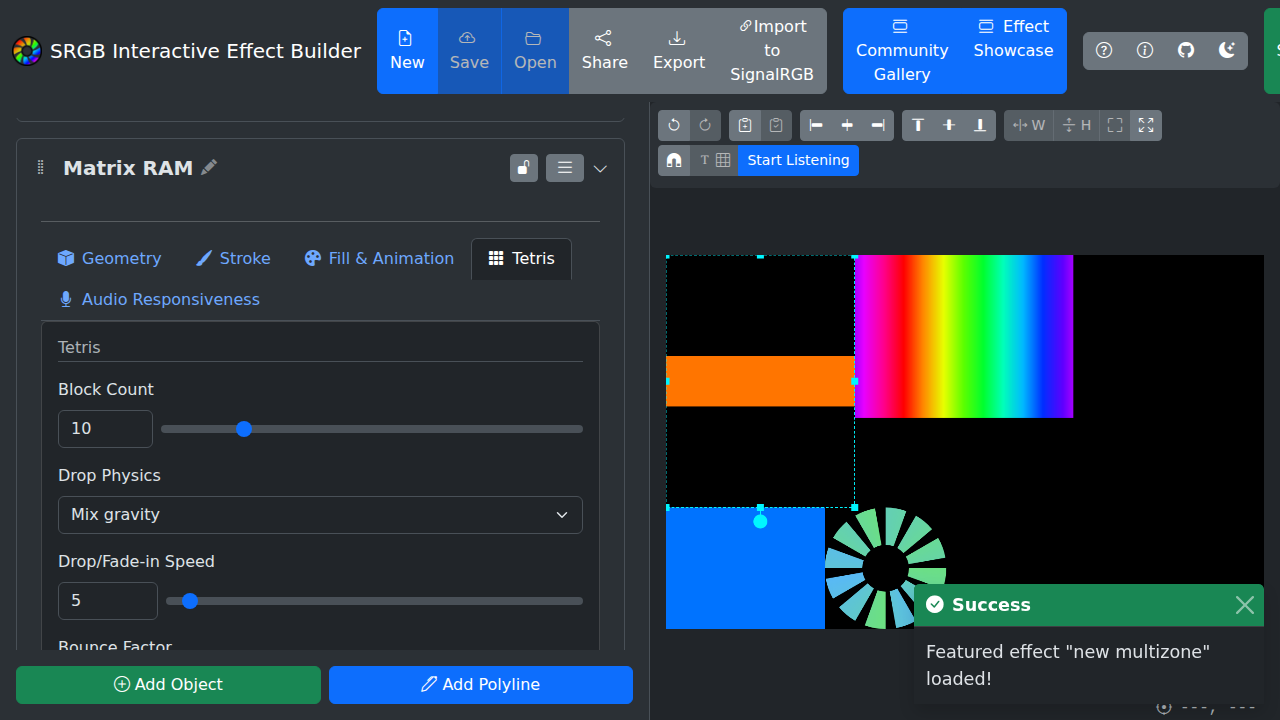 SRGB Interactive Effect Builder
New
Save
Open
Share
Export
Import
to
SignalRGB
Community
Gallery
Effect
Showcase
Matrix RAM
Geometry
Stroke
Fill & Animation
Tetris
Audio Responsiveness
Tetris
Block Count
10
Drop Physics
Mix gravity
Drop/Fade-in Speed
5
Bounce Factor
Add Object
Add Polyline
W
H
T
Start Listening
Success
Featured effect "new multizone"
loaded!
---, ---